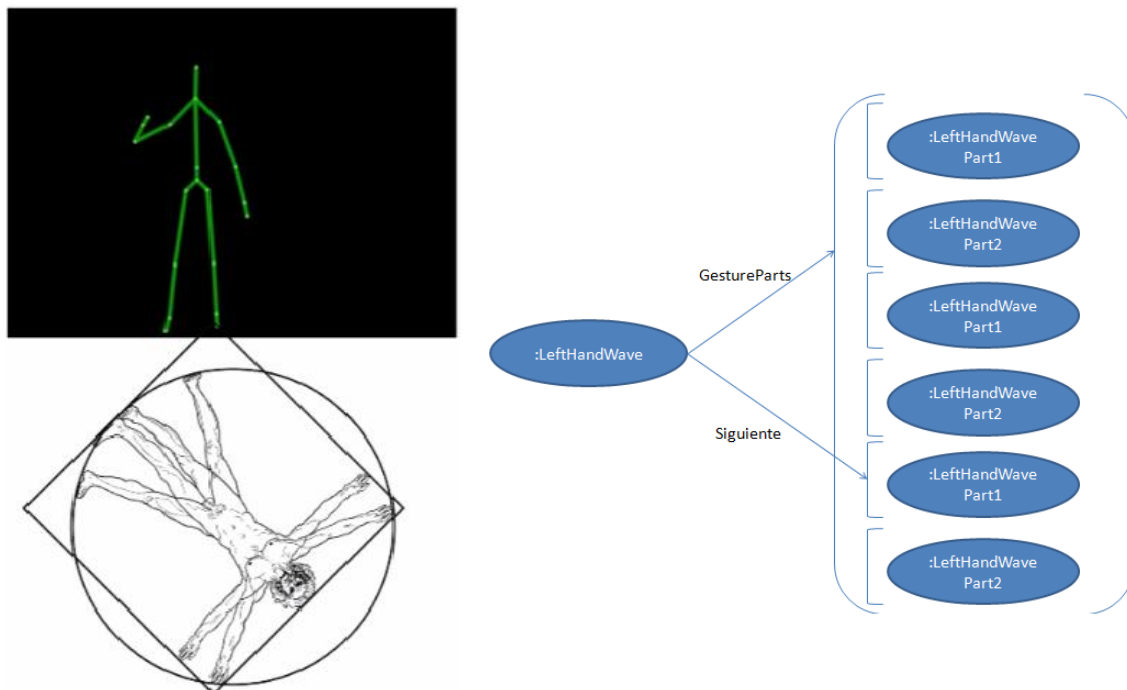 :LeftHandWave
Part1
:LeftHandWave
Part2
GestureParts
:LeftHandWave
Part1
:LeftHandWave
:LeftHandWave
Part2
Siguiente
:LeftHandWave
Part1
:LeftHandWave
Part2